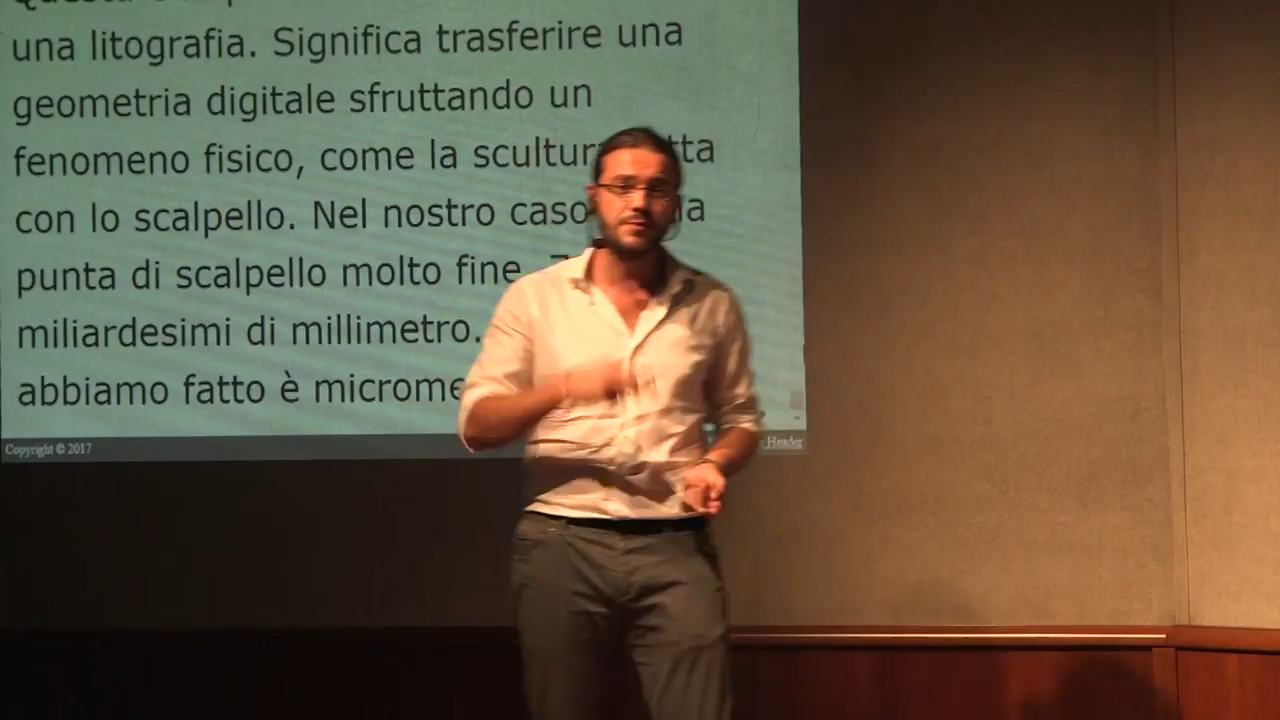 una litografia. Significa trasferire una
geometria digitale sfruttando un
fenomeno fisico, come la scultura
con lo scalpello. Nel nostro caso
punta di scalpello molto fine
miliardesimi di millimetro.
abbiamo fatto è
Copyright © 2017
Header